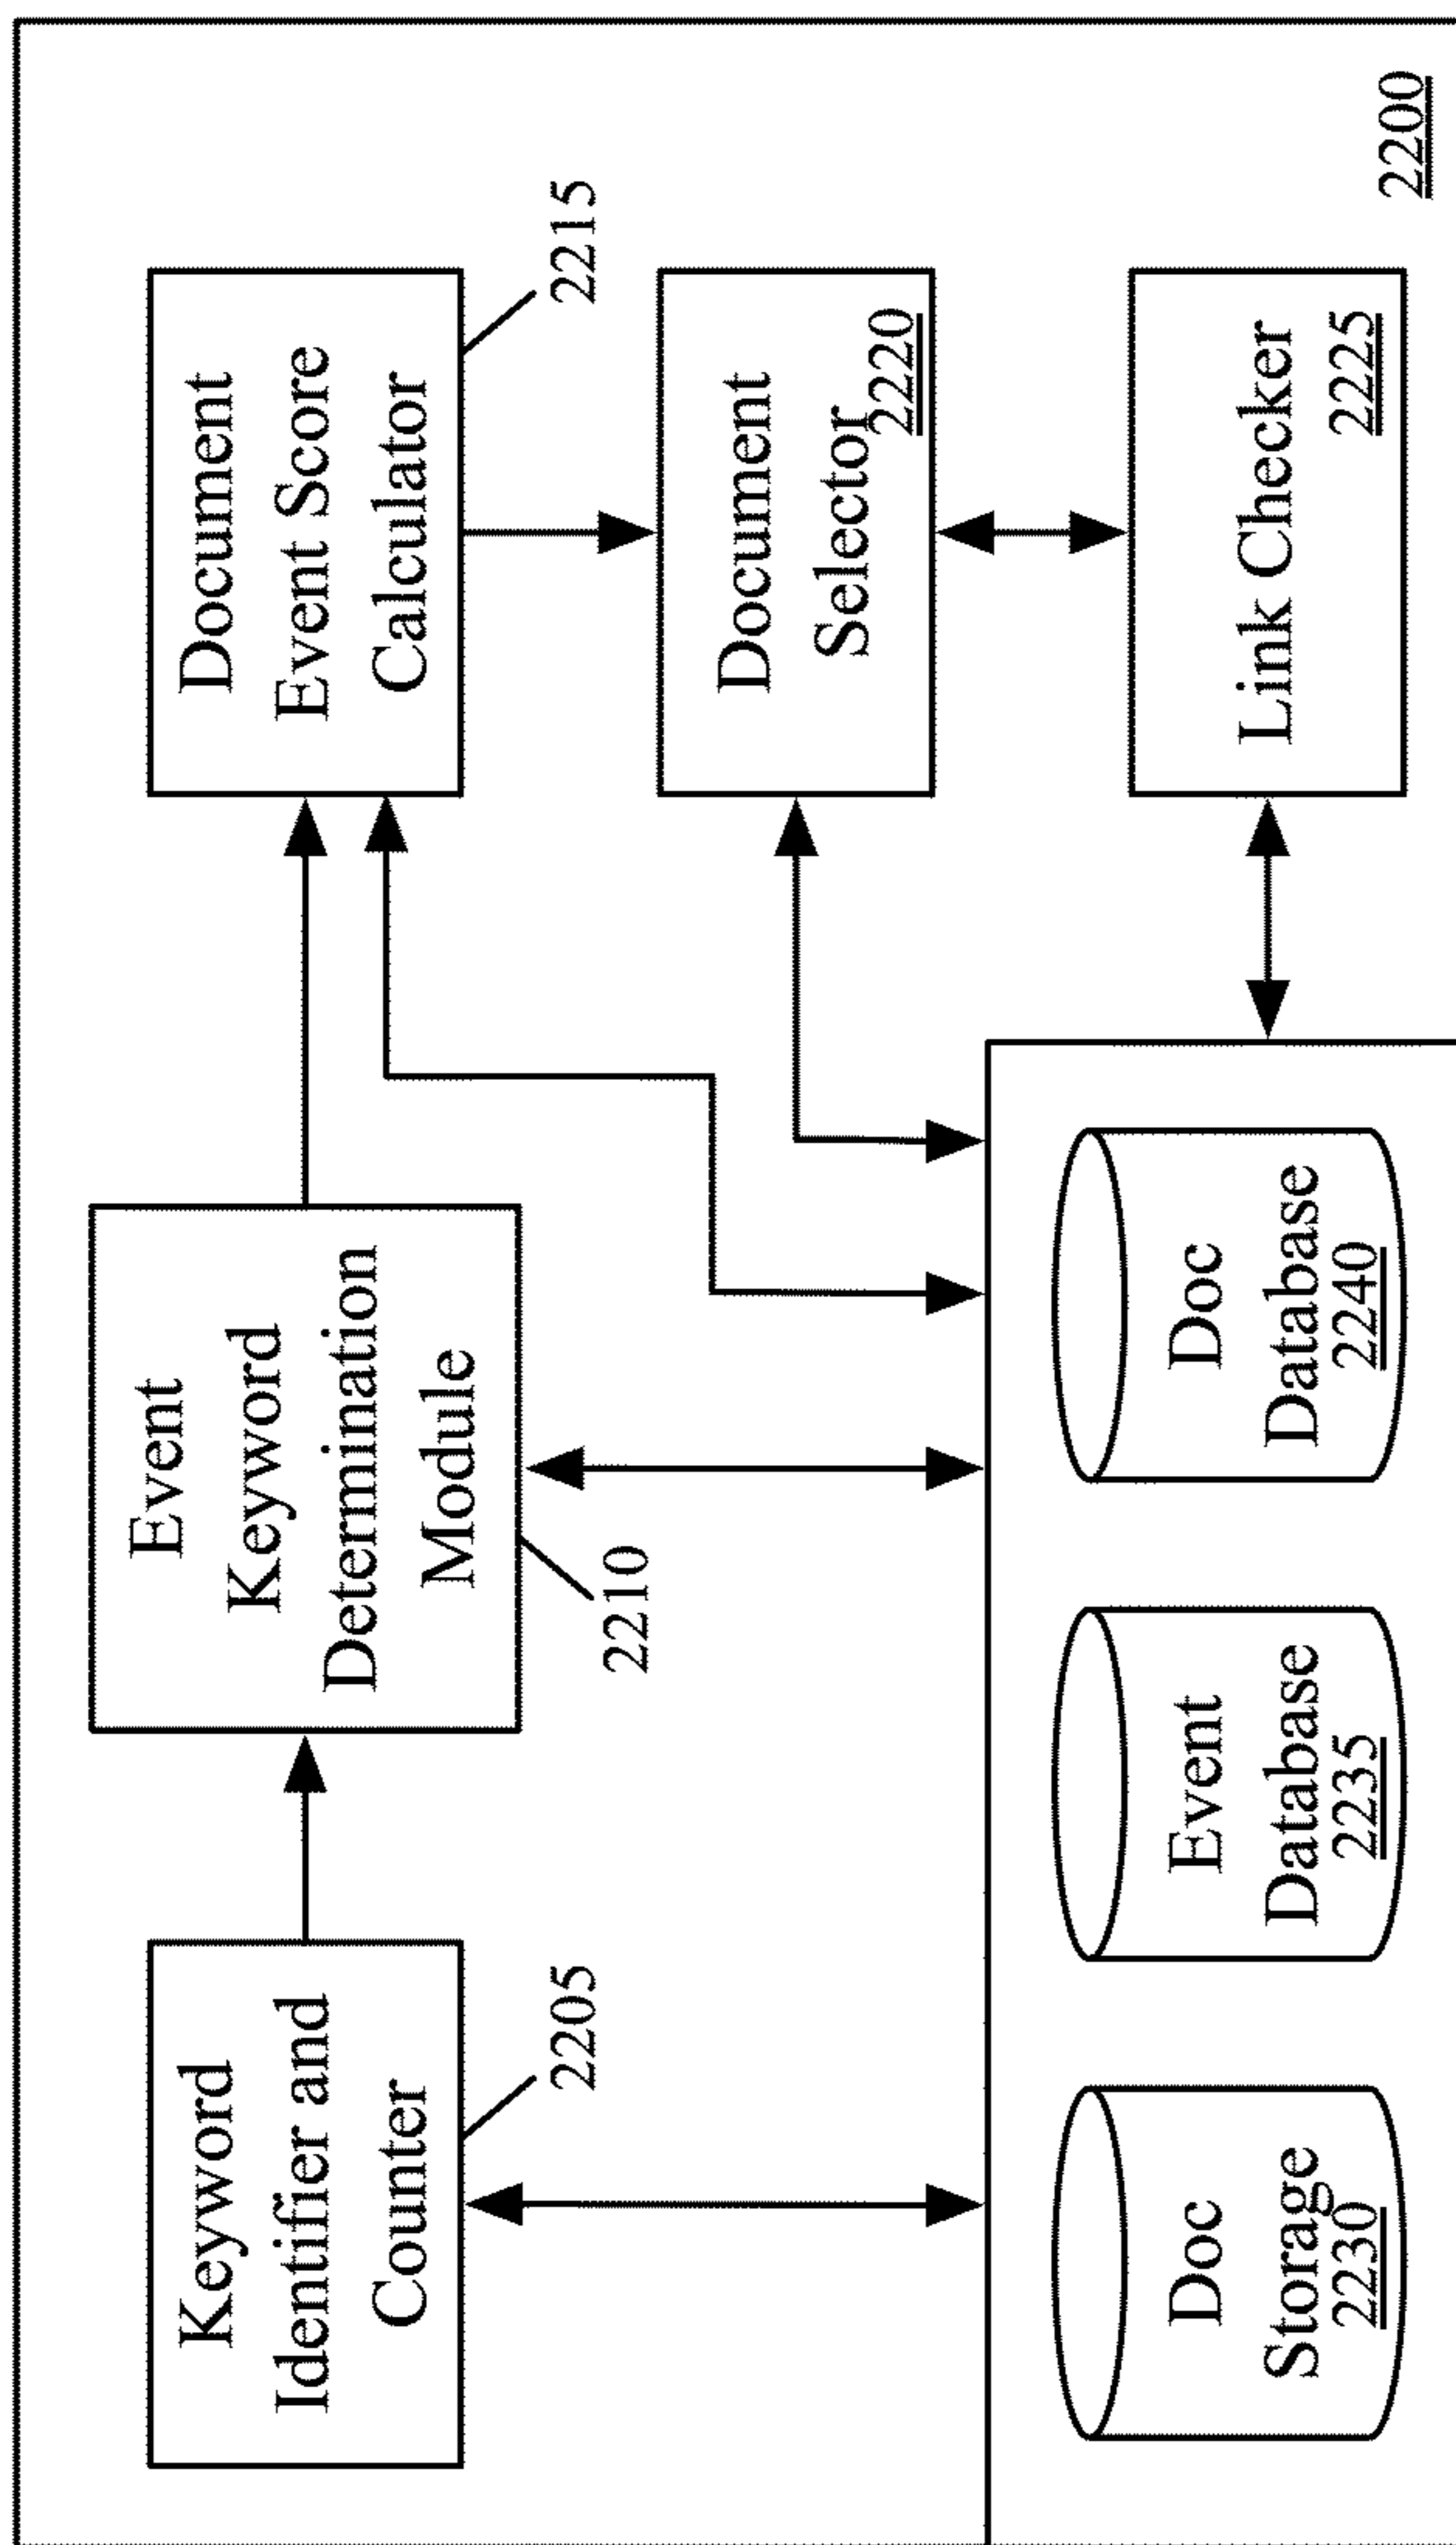 Keyword
Identifier and
Counter
2205
Event
Keyword
Determination
Module
2210
Document
Event Score
Calculator
2215
Document
Selector
2220
Link Checker
2225
Doc
Storage
2230
Event
Database
2235
Doc
Database
2240
2200